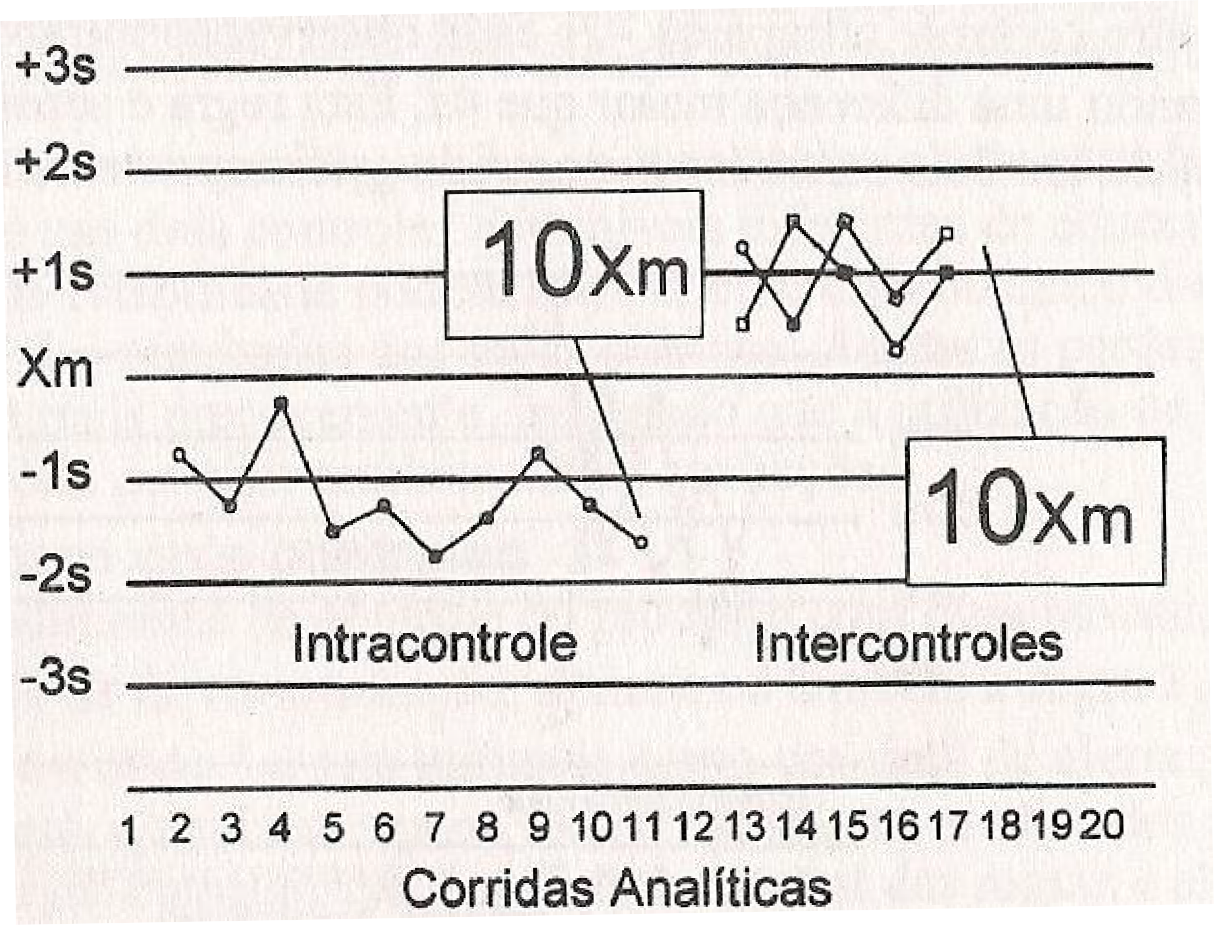 +3s
+2s
+1s
Xm
-1s
-2s
-3s
10Xm
10Xm
Intracontrole
Intercontroles
1 2 3 4 5 6 7 8 9 10 11 12 13 14 15 16 17 18 19 20
Corridas Analíticas